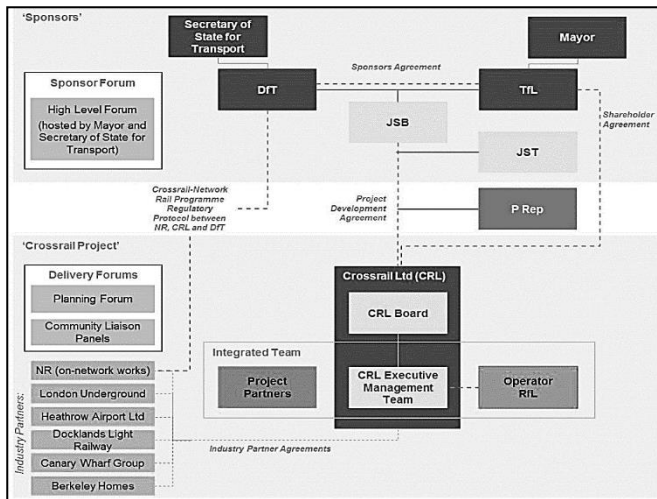 'Sponsors'
Secretary
of State for
Transport
Mayor
Sponsors Agreement
Sponsor Forum
High Level Forum
(hosted by Mayor and
Secretary of State for
Transport)
DfT
TfL
JSB
Shareholder
Agreement
JST
Crossrail-Network
Rail Programme
Regulatory
Protocol between
NR, CRL and DfT
Project
Development
Agreement
P Rep
'Crossrail Project'
Delivery Forums
Planning Forum
Community Liaison
Panels
Crossrail Ltd (CRL)
CRL Board
Integrated Team
Project
Partners
CRL Executive
Management
Team
Operator
RfL
Industry Partners:
NR (on-network works)
London Underground
Heathrow Airport Ltd
Docklands Light
Railway
Canary Wharf Group
Berkeley Homes
Industry Partner Agreements